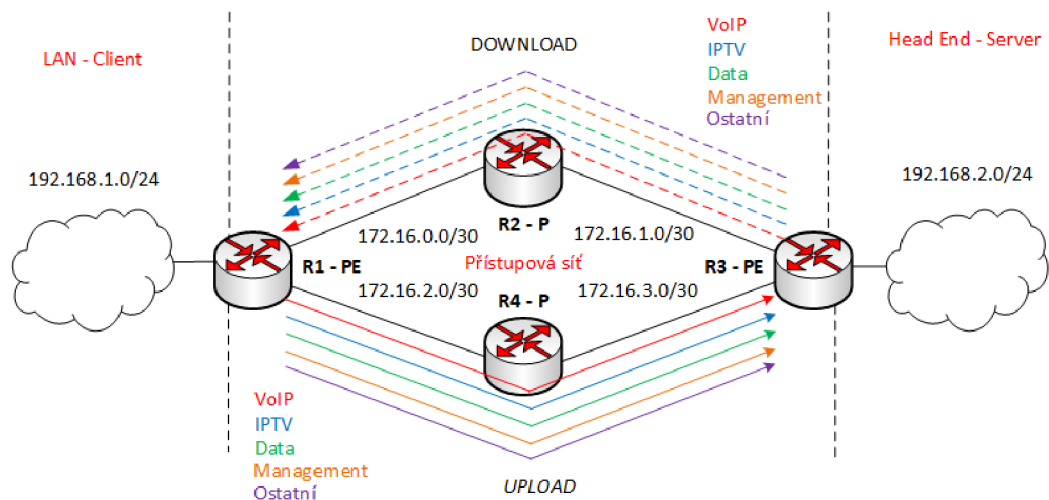 LAN - Client
DOWNLOAD
VoIP
IPTV
Data
Management
Ostatní
Head End - Server
192.168.1.0/24
192.168.2.0/24
R2 - P
172.16.0.0/30
172.16.1.0/30
R1 - PE
Přístupová síť
R3 - PE
172.16.2.0/30
R4 - P
172.16.3.0/30
VoIP
IPTV
Data
Management
Ostatní
UPLOAD